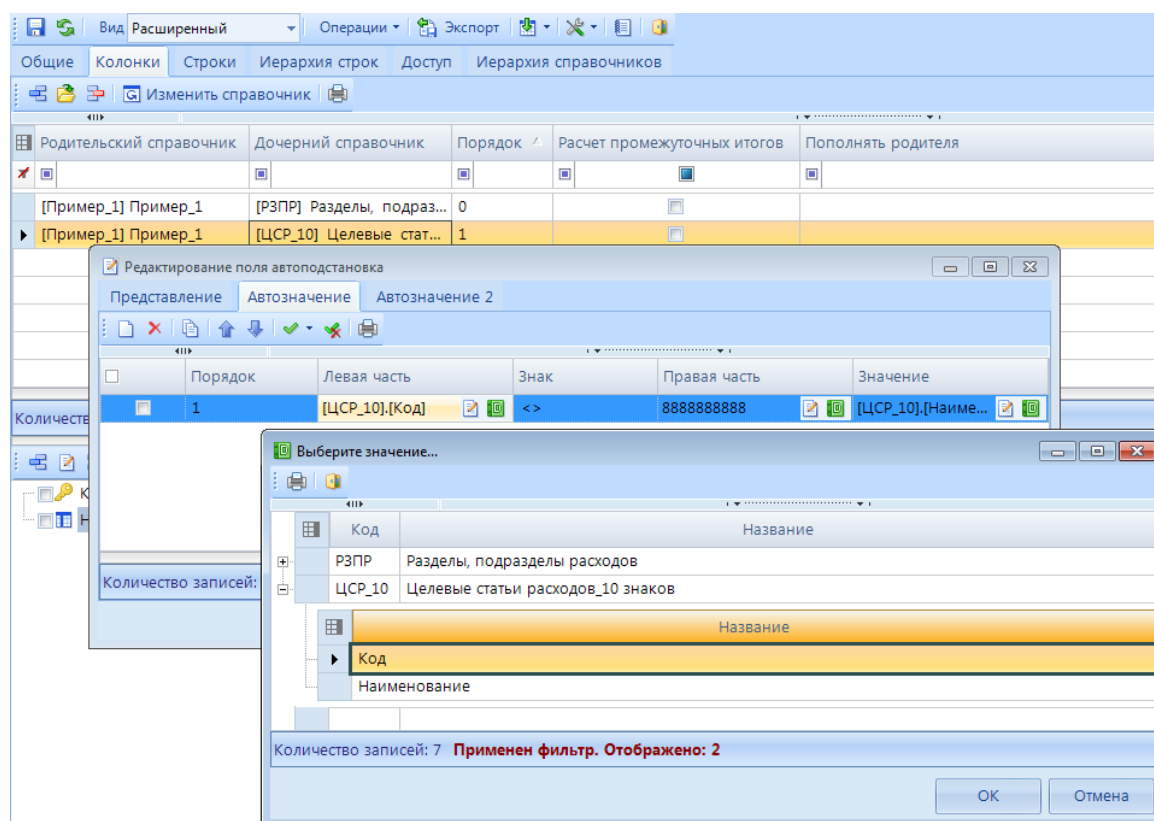 Вид Расширенный Операции Экспорт
Общие Колонки Строки Иерархия строк Доступ Иерархия справочников
Изменить справочник
Родительский справочник Дочерний справочник Порядок Расчет промежуточных итогов Пополнять родителя
[Пример_1] Пример_1 [РЗПР] Разделы, подраз... 0
[Пример_1] Пример_1 [ЦСР_10] Целевые стат... 1
Редактирование поля автоподстановка
Представление Автозначение Автозначение 2
Порядок Левая часть Знак Правая часть Значение
1 [ЦСР_10].[Код] <> 8888888888 [ЦСР_10].[Наиме...
Выберите значение...
Код Название
РЗПР Разделы, подразделы расходов
ЦСР_10 Целевые статьи расходов_10 знаков
Название
Код
Наименование
Количество записей:
Количество записей: 7 Применен фильтр. Отображено: 2
ОК Отмена